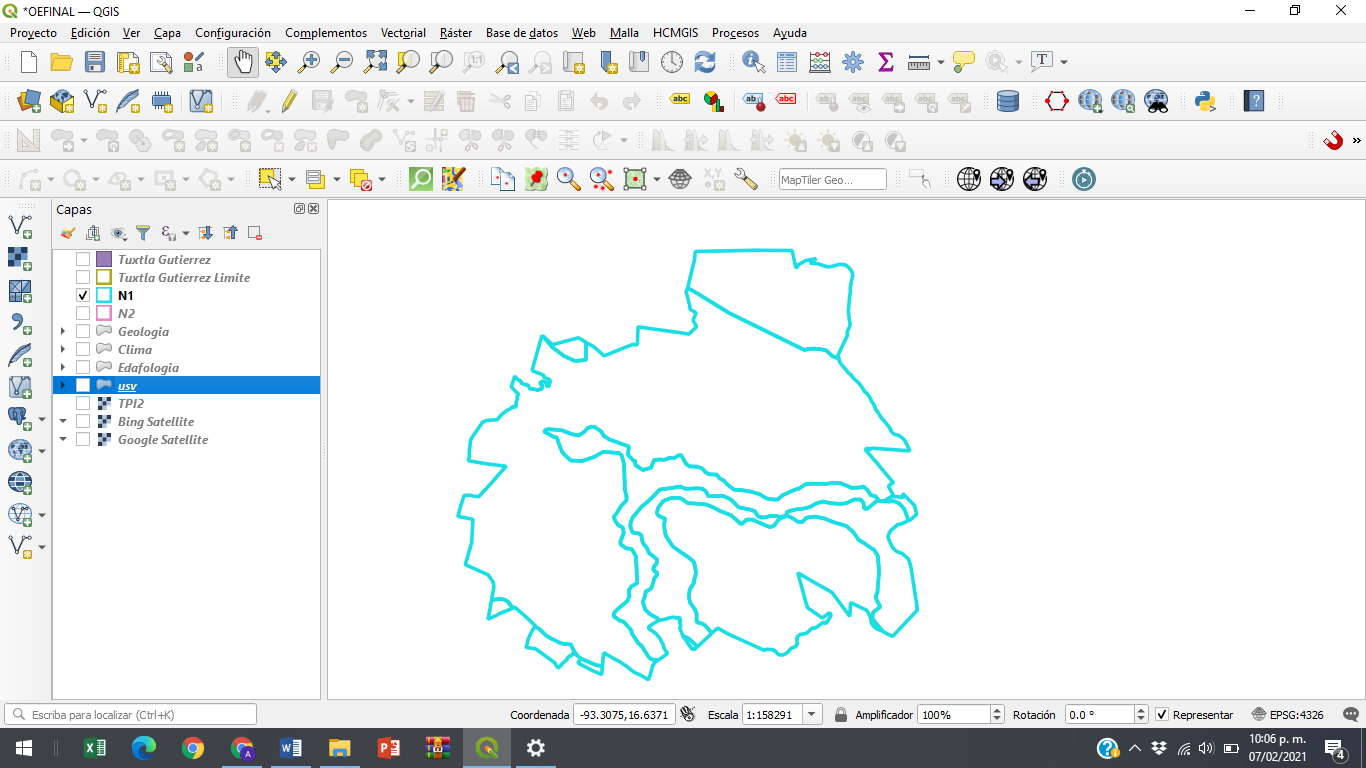 *OEFINAL — QGIS
Proyecto Edición Ver Capa Configuración Complementos Vectorial Ráster Base de datos Web Malla HCMGIS Procesos Ayuda
MapTiler Geo...
Capas
Tuxtla Gutierrez
Tuxtla Gutierrez Limite
N1
N2
Geologia
Clima
Edafologia
usv
TPI2
Bing Satellite
Google Satellite
Escriba para localizar (Ctrl+K) Coordenada -93.3075,16.6371 Escala 1:158291 Amplificador 100% Rotación 0.0 ° Representar EPSG:4326
10:06 p. m.
07/02/2021
4